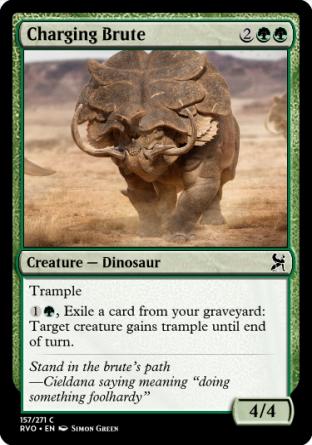 Charging Brute 2
Creature — Dinosaur
Trample
1, Exile a card from your graveyard:
Target creature gains trample until end
of turn.
Stand in the brute's path
—Cieldana saying meaning “doing
something foolhardy”
4/4
157/271 C
RVO • EN Simon Green